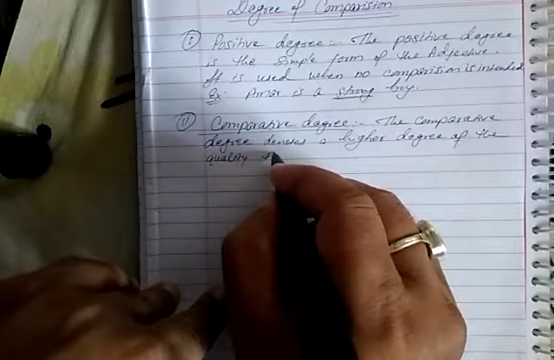 Degree of Comparision
(i) Positive degree :- The positive degree
is the simple form of the Adjective.
It is used when no comparision is intended
Ex:- Amar is a strong boy.
(ii) Comparative degree :- The comparative
degree denotes a higher degree of the
quality